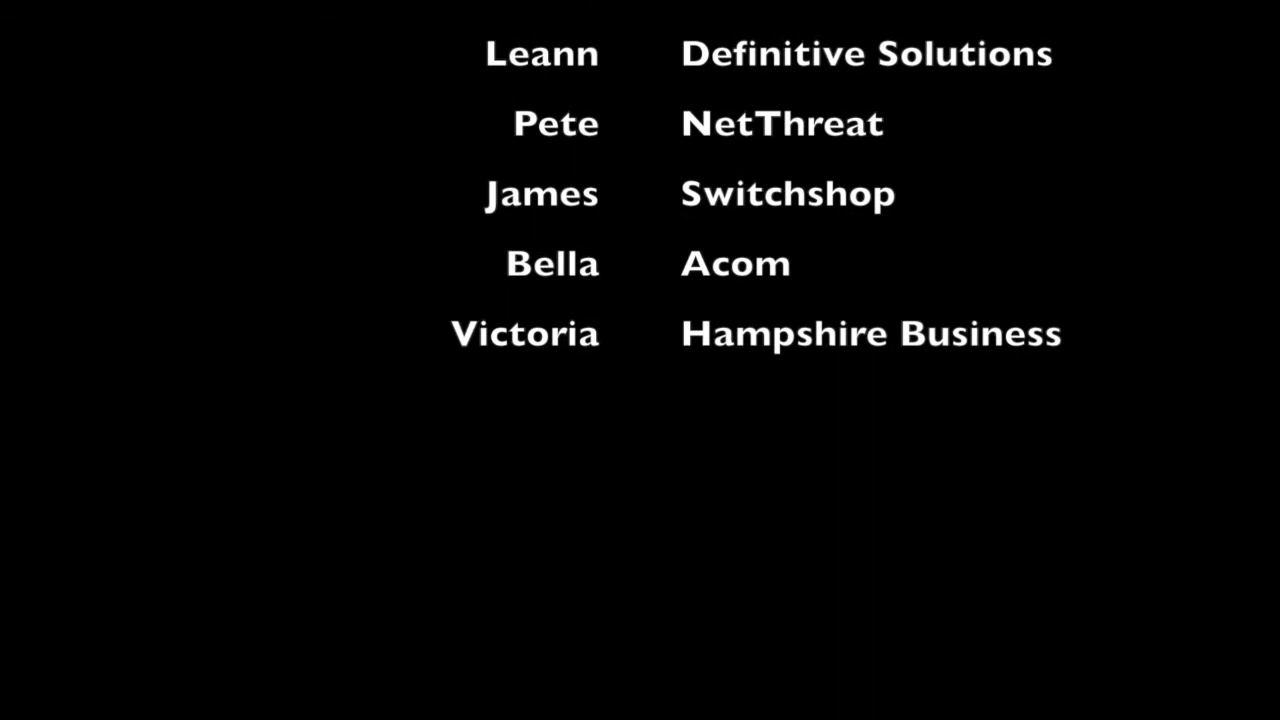 Leann Definitive Solutions
Pete NetThreat
James Switchshop
Bella Acom
Victoria Hampshire Business